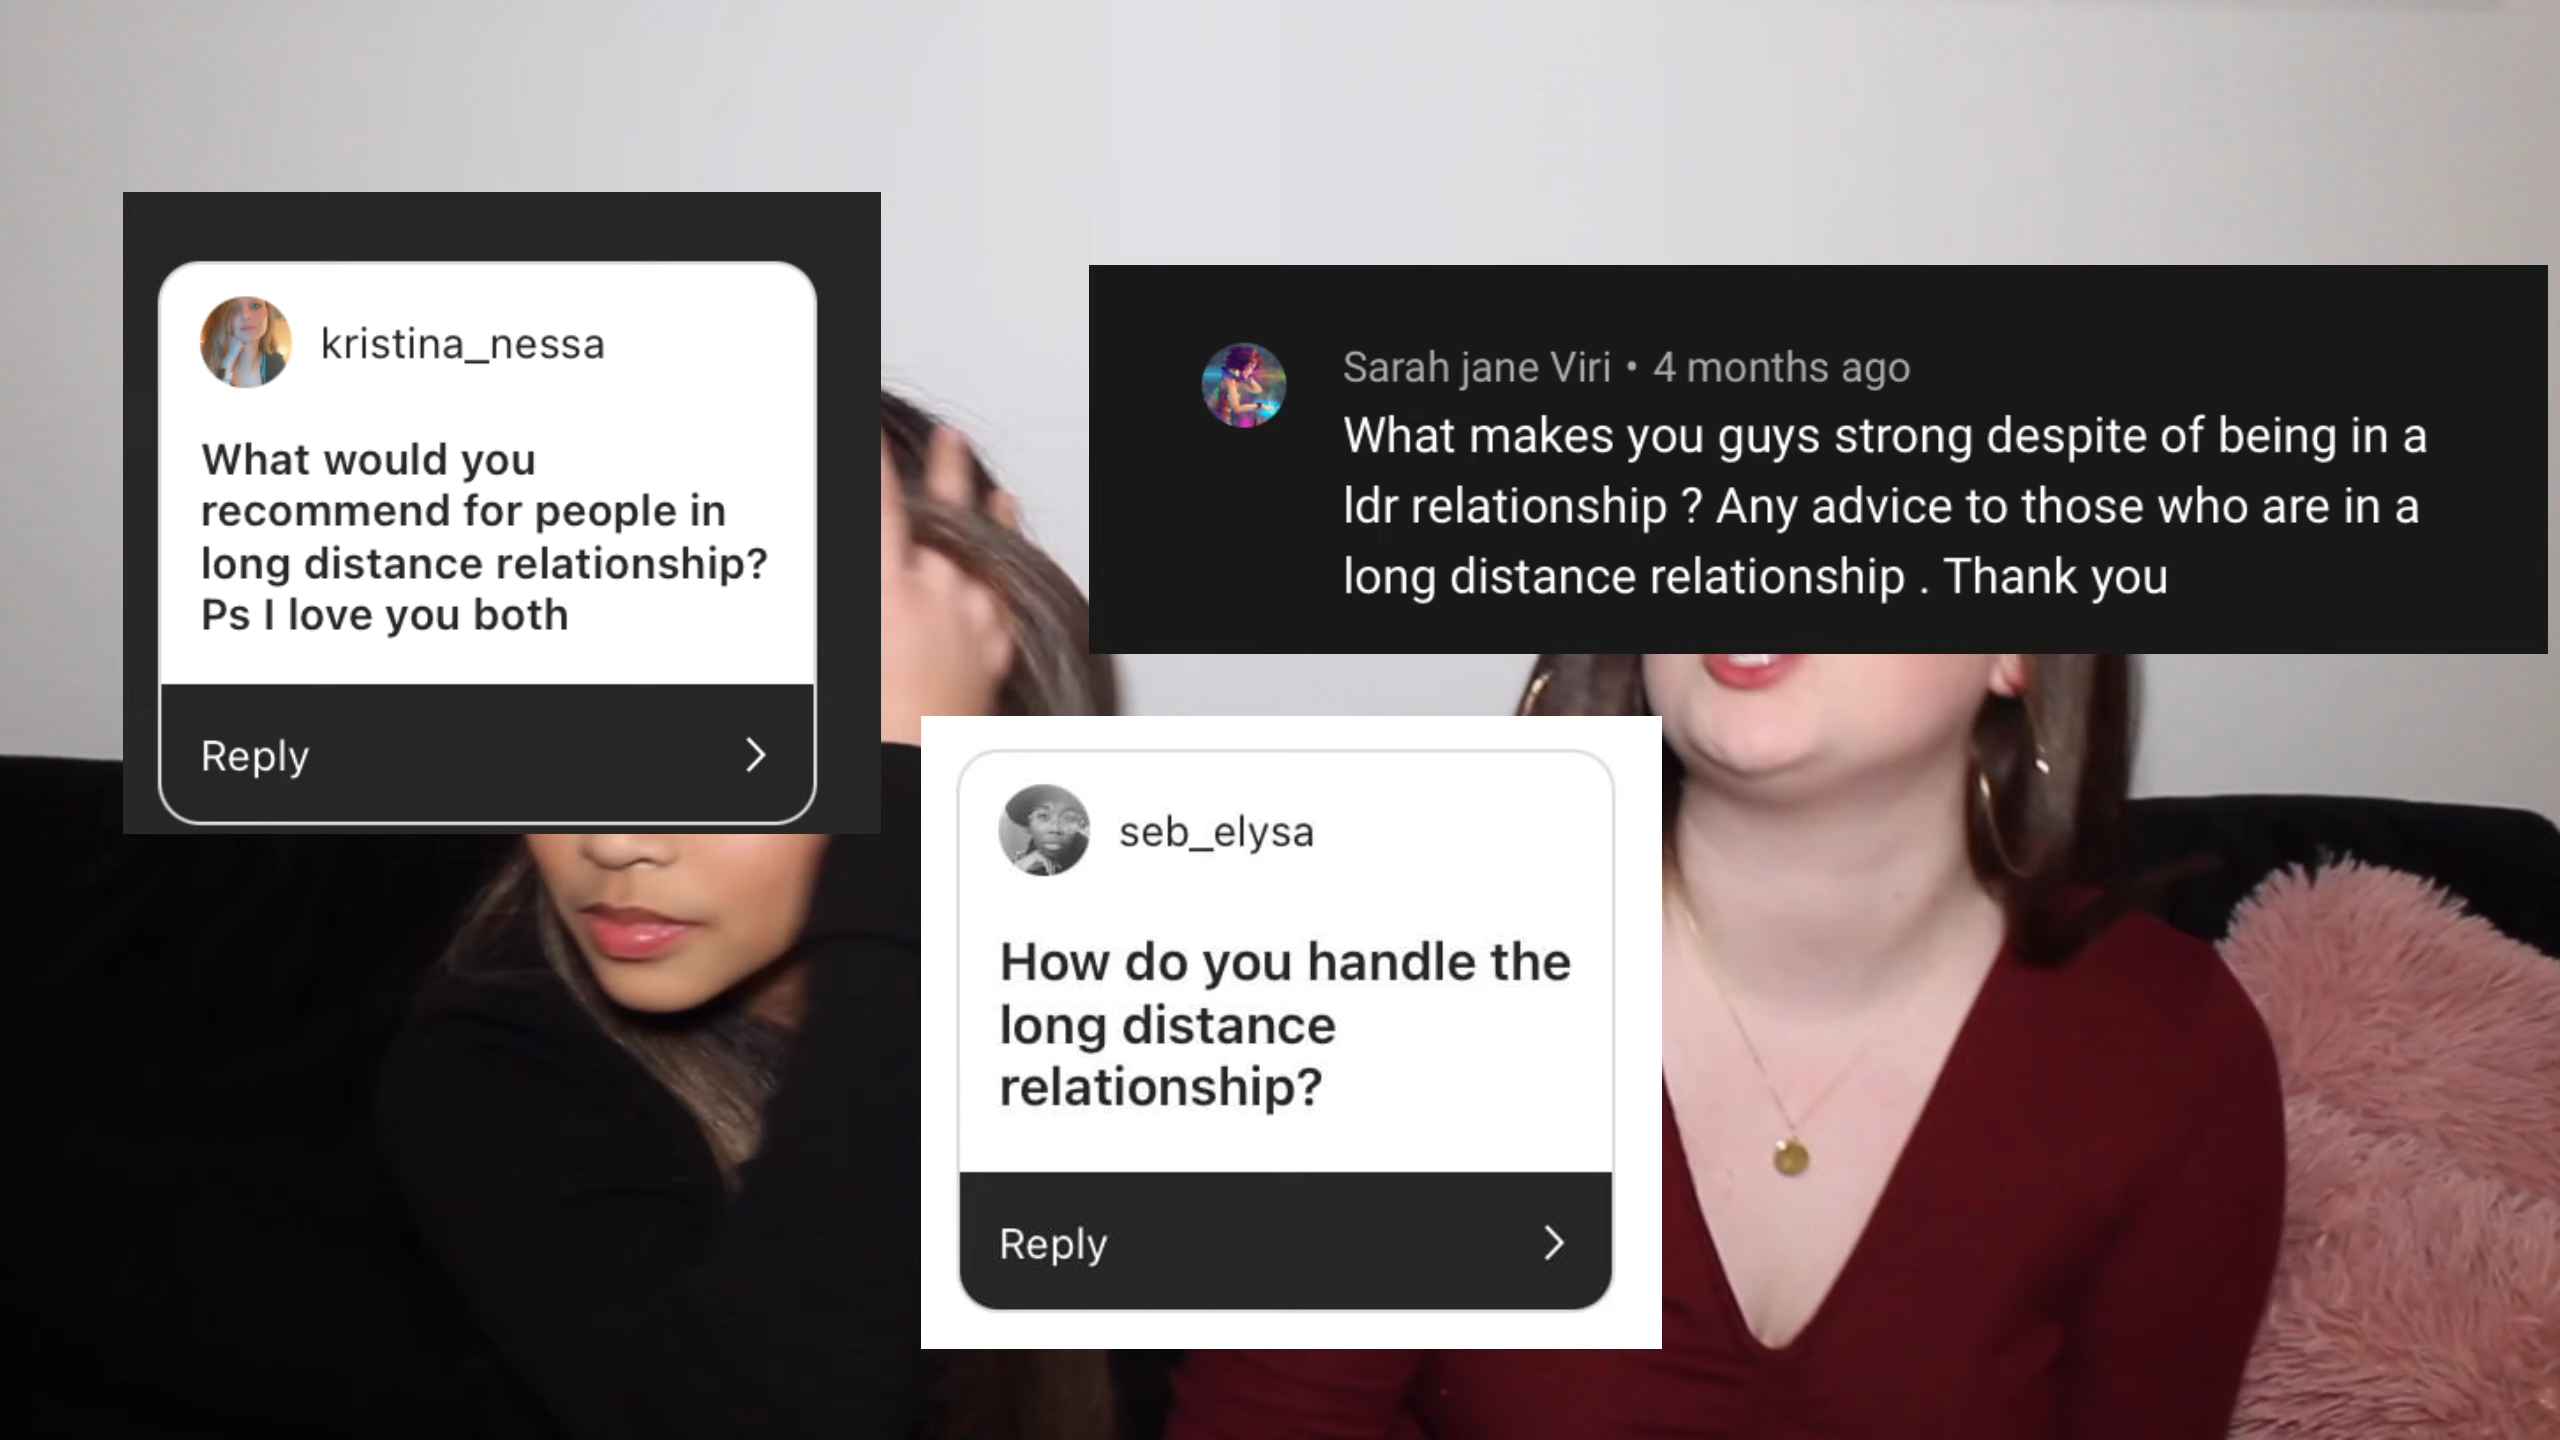 kristina_nessa
What would you
recommend for people in
long distance relationship?
Ps I love you both
Reply
Sarah jane Viri • 4 months ago
What makes you guys strong despite of being in a
ldr relationship ? Any advice to those who are in a
long distance relationship . Thank you
seb_elysa
How do you handle the
long distance
relationship?
Reply